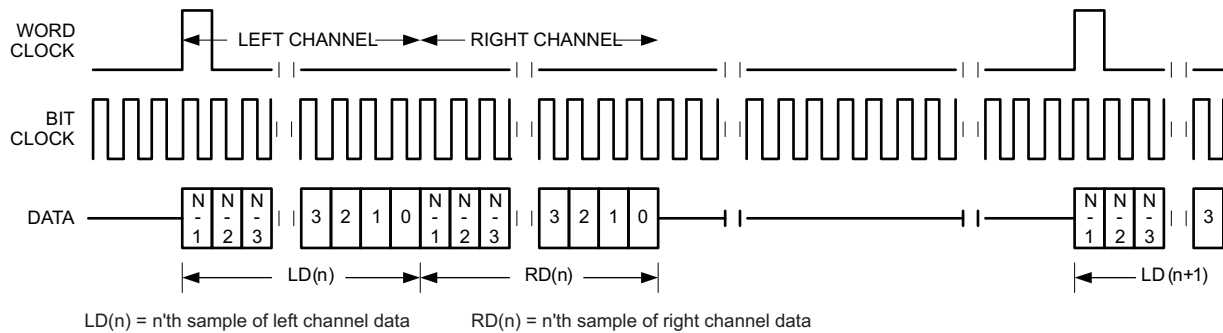 WORD
CLOCK
LEFT CHANNEL
RIGHT CHANNEL
BIT
CLOCK
DATA
N
-
1
N
-
2
N
-
3
3
2
1
0
N
-
1
N
-
2
N
-
3
3
2
1
0
N
-
1
N
-
2
N
-
3
3
LD(n)
RD(n)
LD(n+1)
LD(n) = n'th sample of left channel data
RD(n) = n'th sample of right channel data